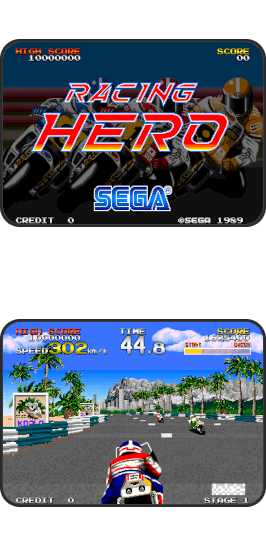 HIGH SCORE SCORE
10000000 00
RACING
HERO
SEGA®
CREDIT 0 ©SEGA 1989
HIGH SCORE TIME SCORE
10000000
SPEED 302 km/h 44.8
START CHECK
CREDIT 0 STAGE 1